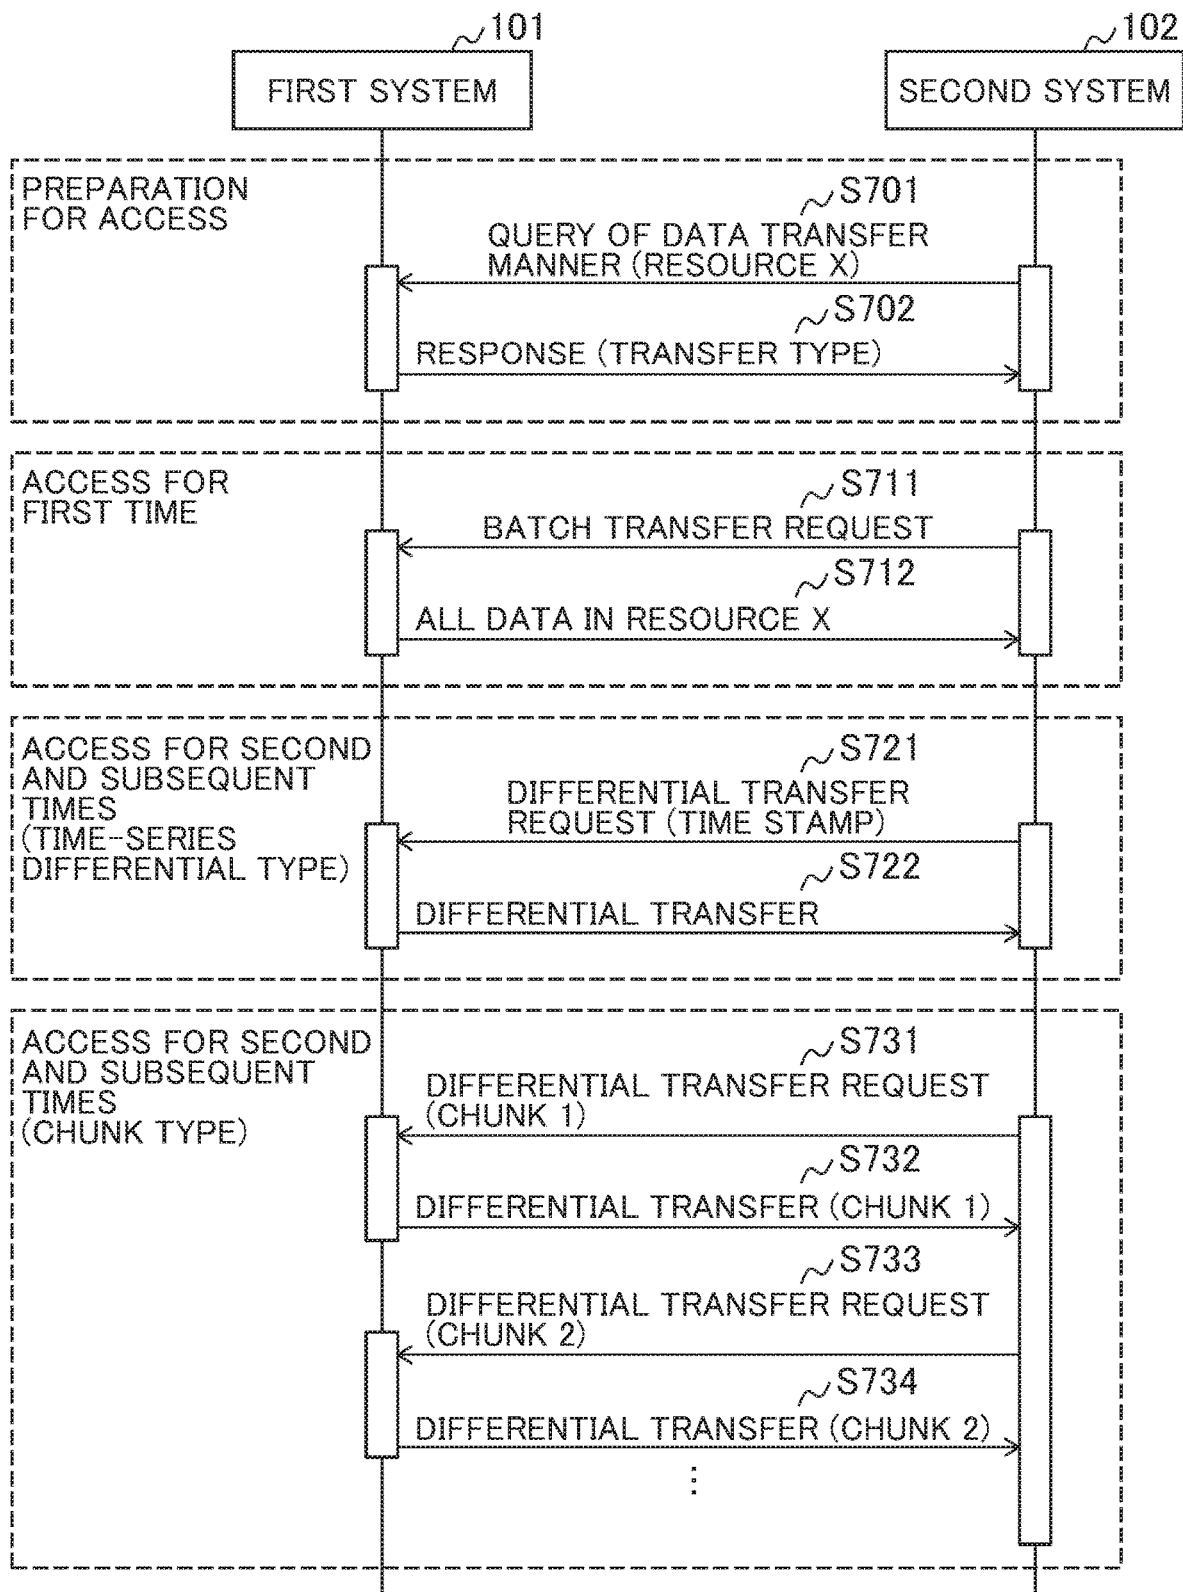 101
102
FIRST SYSTEM
SECOND SYSTEM
PREPARATION
FOR ACCESS
S701
QUERY OF DATA TRANSFER
MANNER (RESOURCE X)
S702
RESPONSE (TRANSFER TYPE)
ACCESS FOR
FIRST TIME
S711
BATCH TRANSFER REQUEST
S712
ALL DATA IN RESOURCE X
ACCESS FOR SECOND
AND SUBSEQUENT
TIMES
(TIME-SERIES
DIFFERENTIAL TYPE)
S721
DIFFERENTIAL TRANSFER
REQUEST (TIME STAMP)
S722
DIFFERENTIAL TRANSFER
ACCESS FOR SECOND
AND SUBSEQUENT
TIMES
(CHUNK TYPE)
S731
DIFFERENTIAL TRANSFER REQUEST
(CHUNK 1)
S732
DIFFERENTIAL TRANSFER (CHUNK 1)
S733
DIFFERENTIAL TRANSFER REQUEST
(CHUNK 2)
S734
DIFFERENTIAL TRANSFER (CHUNK 2)
⋮